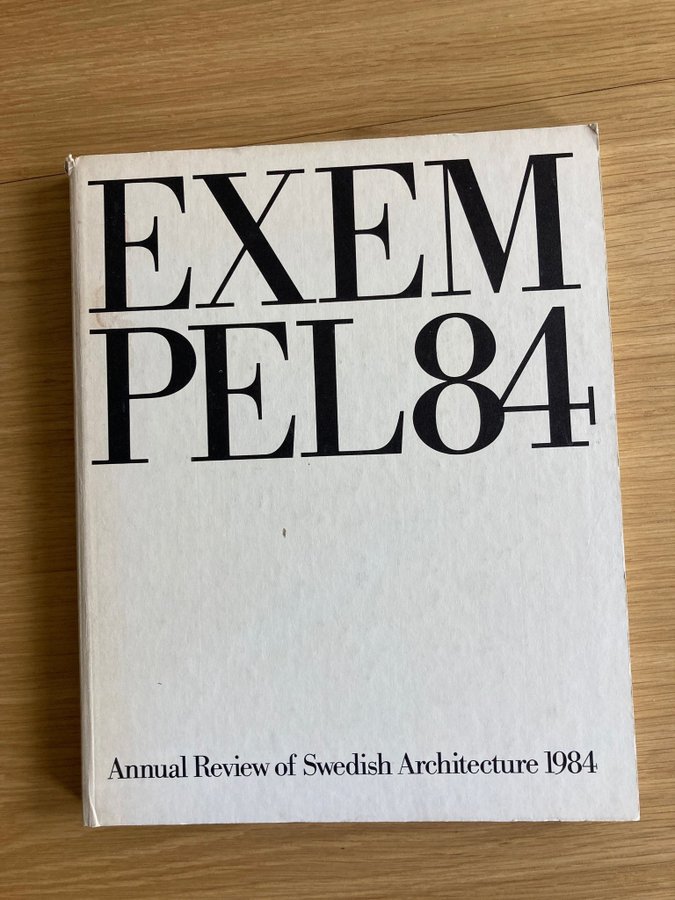 EXEM
PEL84
Annual Review of Swedish Architecture 1984